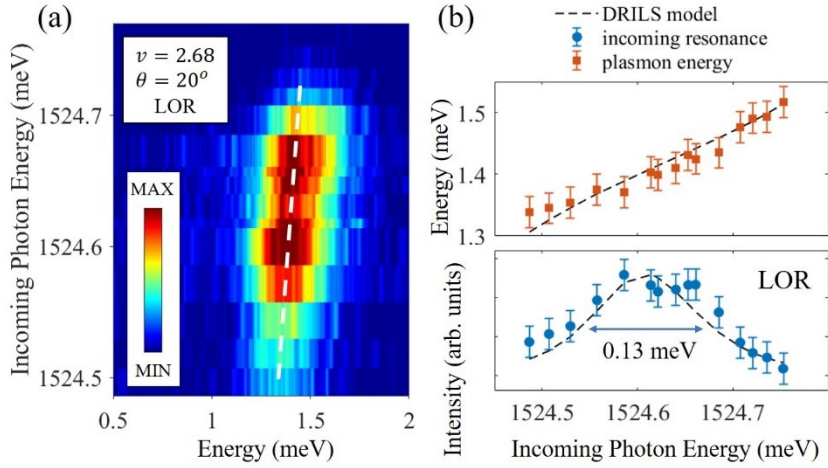 (a)
ν = 2.68
θ = 20°
LOR
MAX
MIN
Incoming Photon Energy (meV)
1524.7
1524.6
1524.5
0.5
1
1.5
2
Energy (meV)
(b)
DRILS model
incoming resonance
plasmon energy
Energy (meV)
1.5
1.4
1.3
LOR
0.13 meV
Intensity (arb. units)
1524.5
1524.6
1524.7
Incoming Photon Energy (meV)